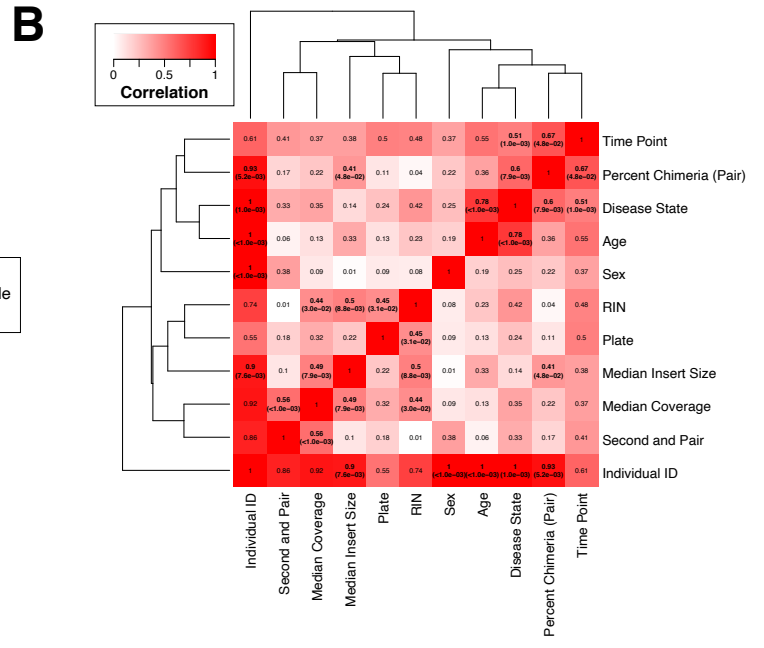 B
0 0.5 1
Correlation
le
0.61 0.41 0.37 0.38 0.5 0.48 0.37 0.55 0.51 (1.0e−03) 0.67 (4.8e−02) 1 Time Point
0.93 (5.2e−03) 0.17 0.22 0.41 (4.8e−02) 0.11 0.04 0.22 0.36 0.6 (7.9e−03) 1 0.67 (4.8e−02) Percent Chimeria (Pair)
1 (1.0e−03) 0.33 0.35 0.14 0.24 0.42 0.25 0.78 (<1.0e−03) 1 0.6 (7.9e−03) 0.51 (1.0e−03) Disease State
1 (<1.0e−03) 0.06 0.13 0.33 0.13 0.23 0.19 1 0.78 (<1.0e−03) 0.36 0.55 Age
1 (<1.0e−03) 0.38 0.09 0.01 0.09 0.08 1 0.19 0.25 0.22 0.37 Sex
0.74 0.01 0.44 (3.0e−02) 0.5 (8.8e−03) 0.45 (3.1e−02) 1 0.08 0.23 0.42 0.04 0.48 RIN
0.55 0.18 0.32 0.22 1 0.45 (3.1e−02) 0.09 0.13 0.24 0.11 0.5 Plate
0.9 (7.6e−03) 0.1 0.49 (7.9e−03) 1 0.22 0.5 (8.8e−03) 0.01 0.33 0.14 0.41 (4.8e−02) 0.38 Median Insert Size
0.92 0.56 (<1.0e−03) 1 0.49 (7.9e−03) 0.32 0.44 (3.0e−02) 0.09 0.13 0.35 0.22 0.37 Median Coverage
0.86 1 0.56 (<1.0e−03) 0.1 0.18 0.01 0.38 0.06 0.33 0.17 0.41 Second and Pair
1 0.86 0.92 0.9 (7.6e−03) 0.55 0.74 1 (<1.0e−03) 1 (<1.0e−03) 1 (1.0e−03) 0.93 (5.2e−03) 0.61 Individual ID
Individual ID
Second and Pair
Median Coverage
Median Insert Size
Plate
RIN
Sex
Age
Disease State
Percent Chimeria (Pair)
Time Point